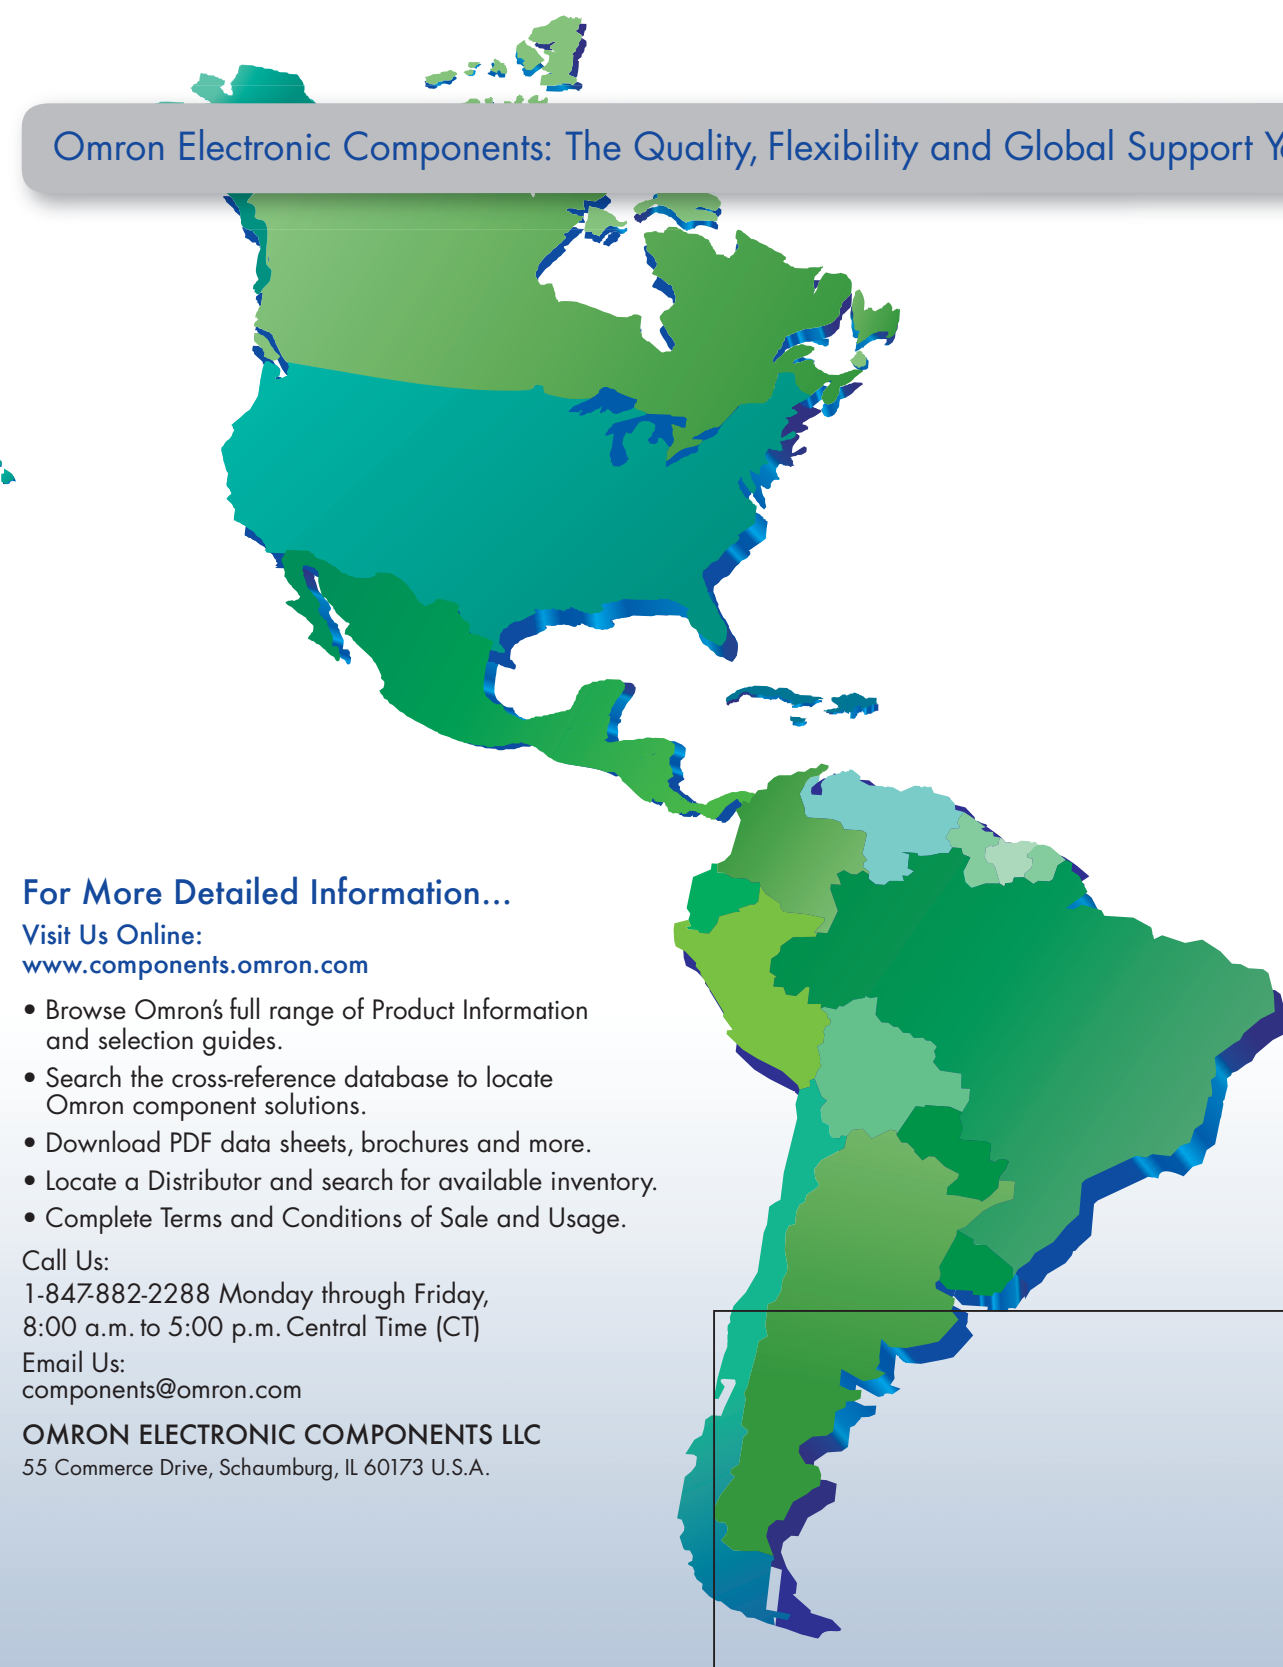 Omron Electronic Components: The Quality, Flexibility and Global Support
For More Detailed Information...
Visit Us Online:
www.components.omron.com
• Browse Omron's full range of Product Information
and selection guides.
• Search the cross-reference database to locate
Omron component solutions.
• Download PDF data sheets, brochures and more.
• Locate a Distributor and search for available inventory.
• Complete Terms and Conditions of Sale and Usage.
Call Us:
1-847-882-2288 Monday through Friday,
8:00 a.m. to 5:00 p.m. Central Time (CT)
Email Us:
components@omron.com
OMRON ELECTRONIC COMPONENTS LLC
55 Commerce Drive, Schaumburg, IL 60173 U.S.A.